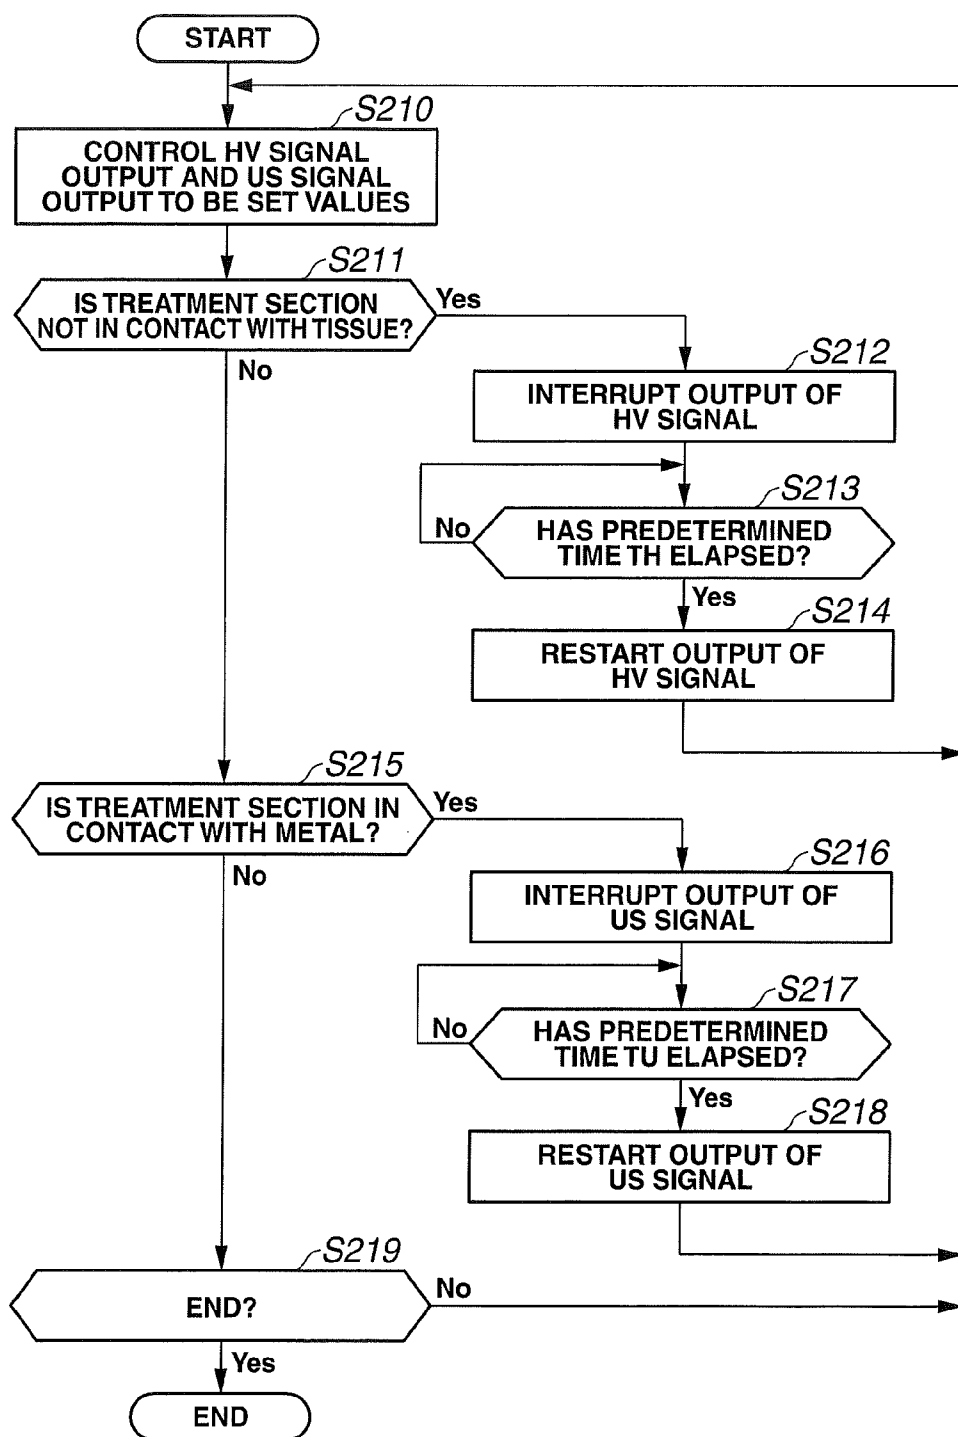 START
S210
CONTROL HV SIGNAL
OUTPUT AND US SIGNAL
OUTPUT TO BE SET VALUES
S211
IS TREATMENT SECTION
NOT IN CONTACT WITH TISSUE?
Yes
No
S212
INTERRUPT OUTPUT OF
HV SIGNAL
S213
No
HAS PREDETERMINED
TIME TH ELAPSED?
Yes
S214
RESTART OUTPUT OF
HV SIGNAL
S215
IS TREATMENT SECTION IN
CONTACT WITH METAL?
Yes
No
S216
INTERRUPT OUTPUT OF
US SIGNAL
S217
No
HAS PREDETERMINED
TIME TU ELAPSED?
Yes
S218
RESTART OUTPUT OF
US SIGNAL
S219
END?
No
Yes
END